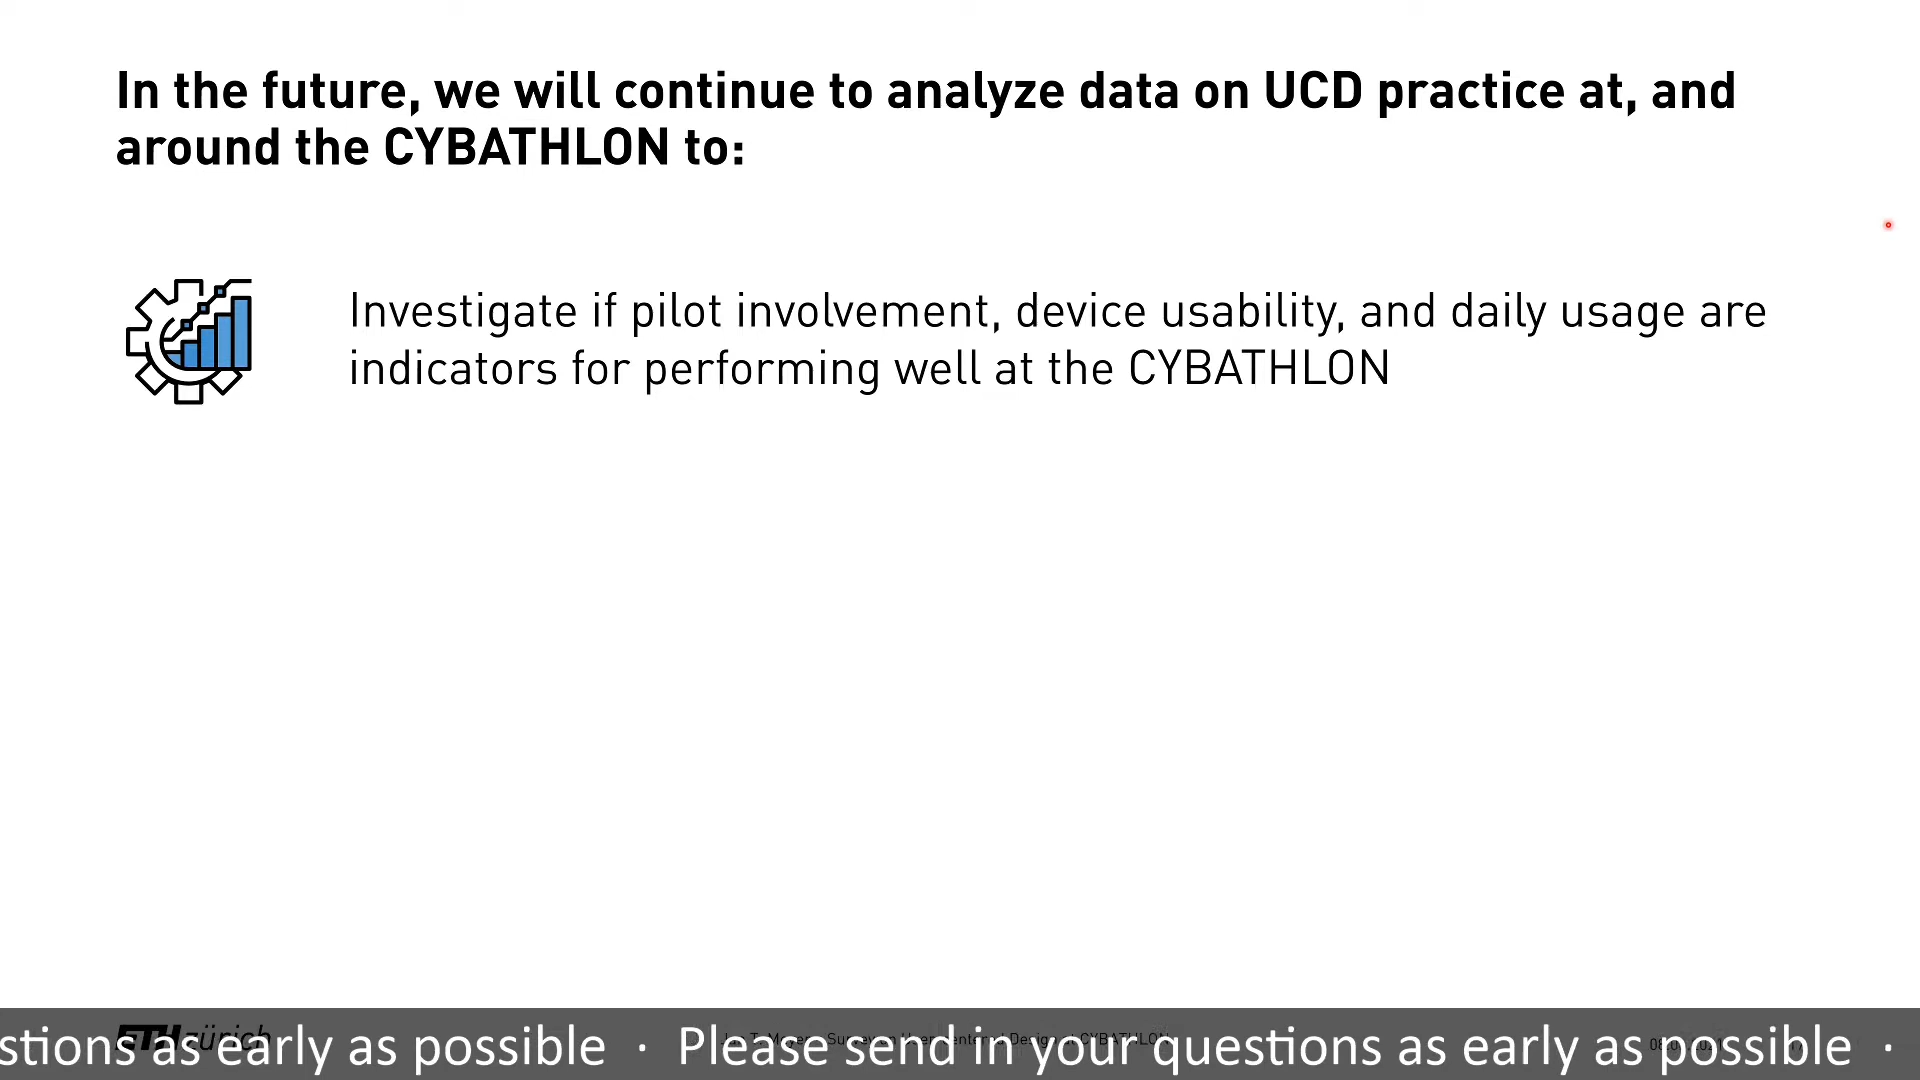 In the future, we will continue to analyze data on UCD practice at, and
around the CYBATHLON to:
Investigate if pilot involvement, device usability, and daily usage are
indicators for performing well at the CYBATHLON
ETH zürich
stions as early as possible · Please send in your questions as early as possible ·